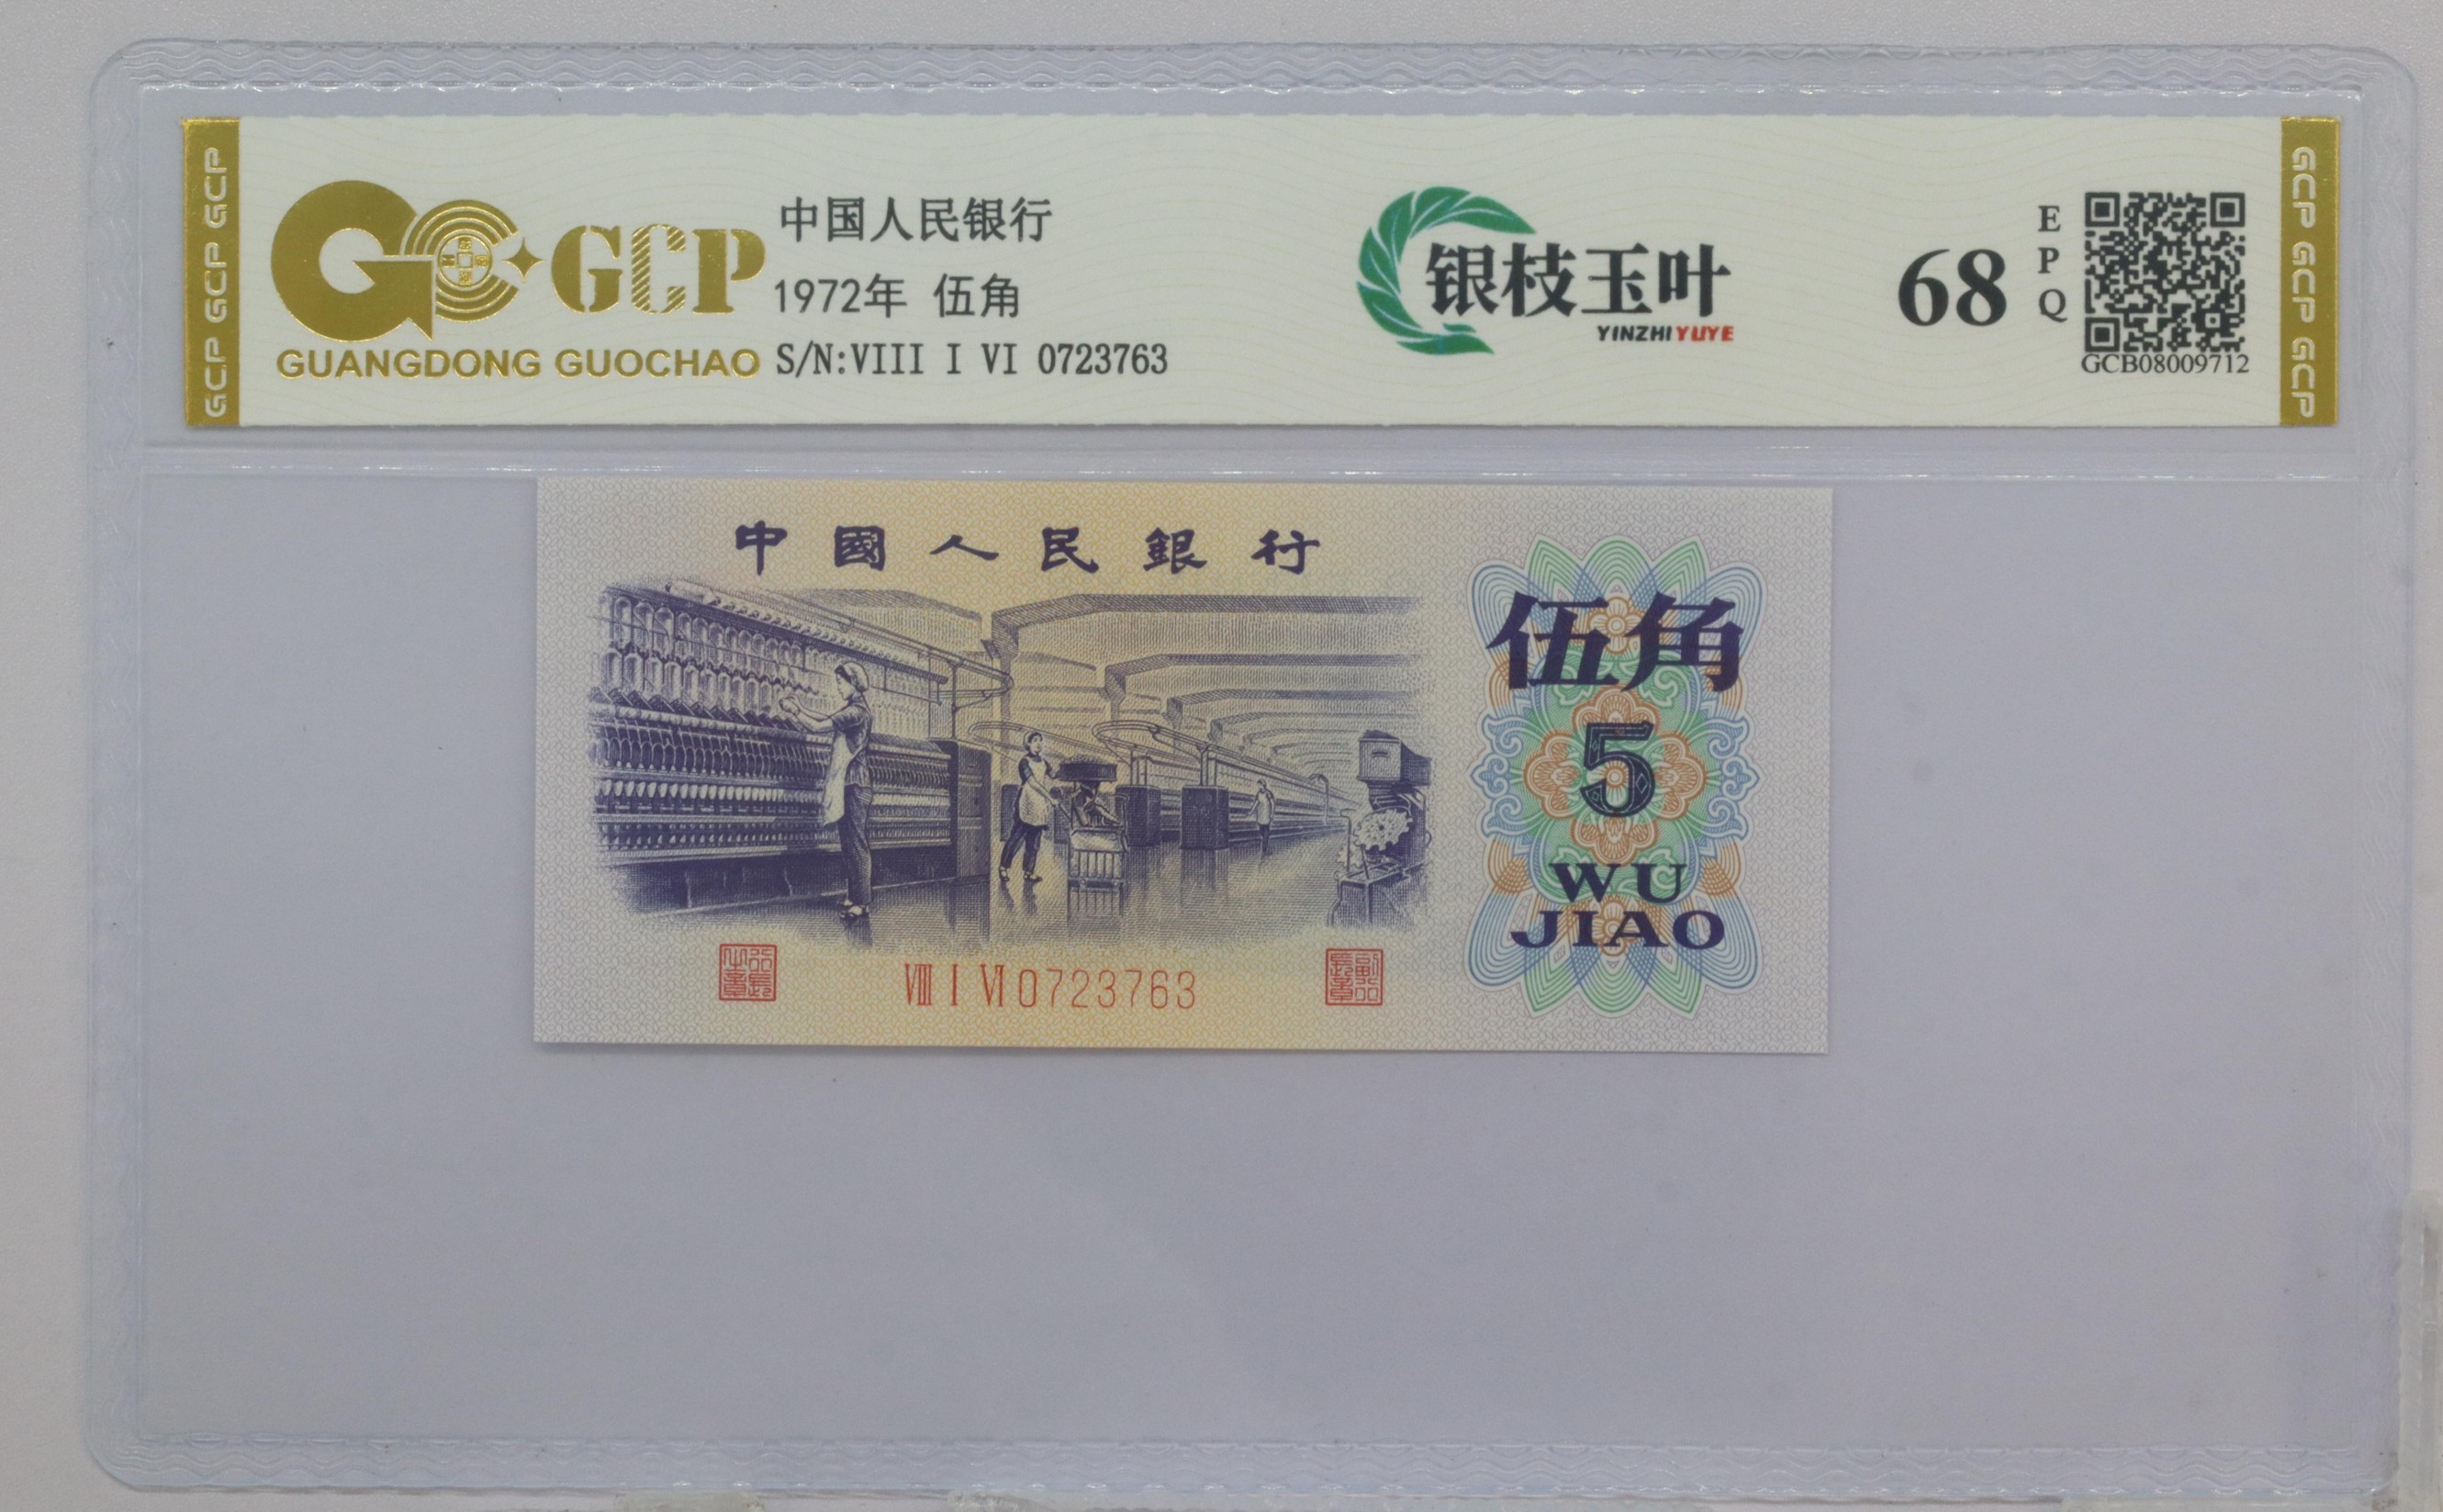 GCP GCP GCP
GCP
GUANGDONG GUOCHAO
中国人民银行
1972年 伍角
S/N:VIII I VI 0723763
银枝玉叶
YINZHIYUYE
68
EPQ
GCB08009712
GCP GCP GCP
中國人民銀行
伍角
5
WU
JIAO
VIII I VI 0723763